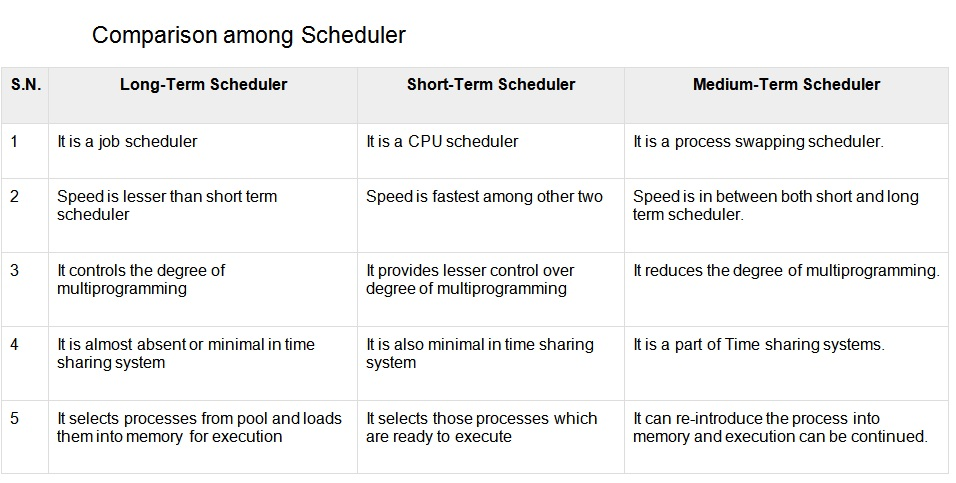 Comparison among Scheduler
S.N. Long-Term Scheduler Short-Term Scheduler Medium-Term Scheduler
1 It is a job scheduler It is a CPU scheduler It is a process swapping scheduler.
2 Speed is lesser than short term Speed is fastest among other two Speed is in between both short and long
scheduler term scheduler.
3 It controls the degree of It provides lesser control over It reduces the degree of multiprogramming.
multiprogramming degree of multiprogramming
4 It is almost absent or minimal in time It is also minimal in time sharing It is a part of Time sharing systems.
sharing system system
5 It selects processes from pool and loads It selects those processes which It can re-introduce the process into
them into memory for execution are ready to execute memory and execution can be continued.